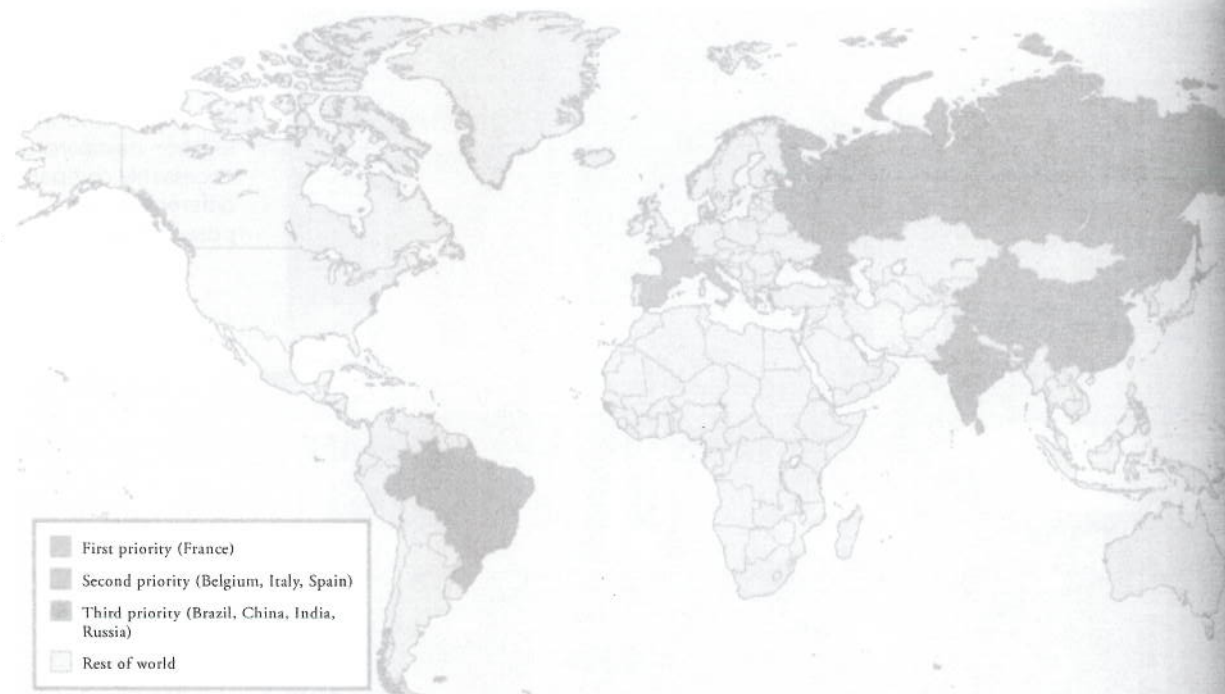 First priority (France)
Second priority (Belgium, Italy, Spain)
Third priority (Brazil, China, India,
Russia)
Rest of world